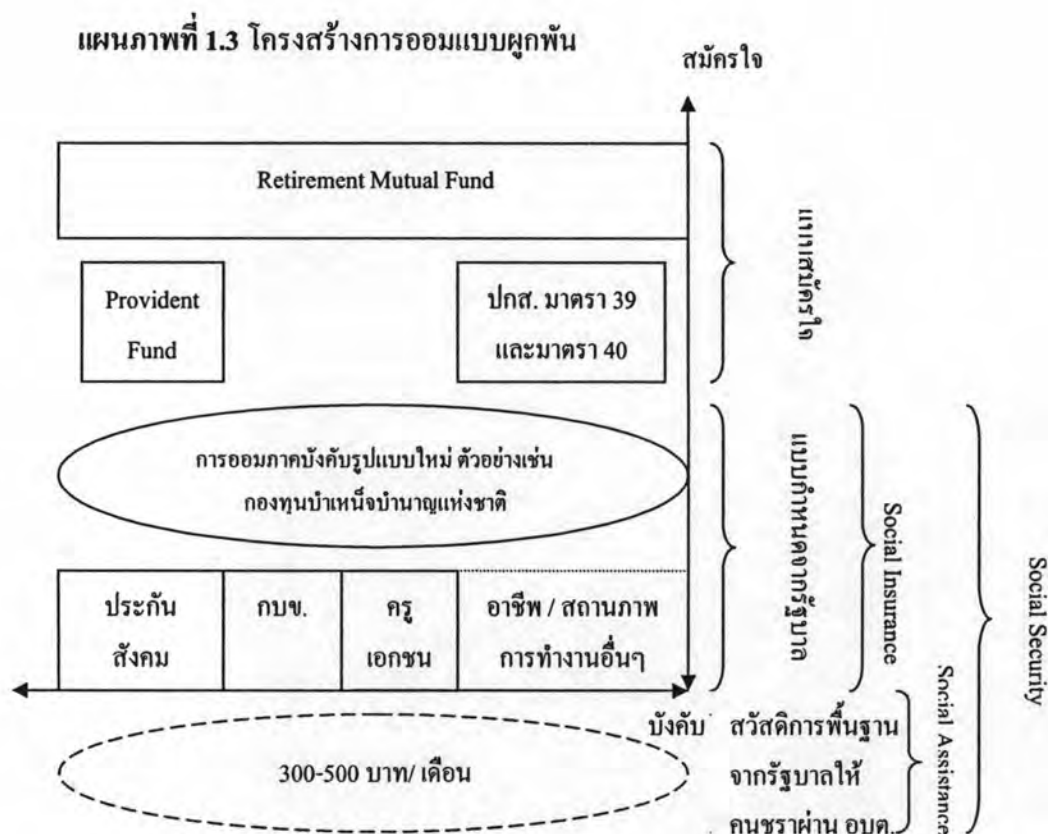 แผนภาพที่ 1.3 โครงสร้างการออมแบบผูกพัน
สมัครใจ
Retirement Mutual Fund
แบบสมัครใจ
Provident
Fund
ปกส. มาตรา 39
และมาตรา 40
การออมภาคบังคับรูปแบบใหม่ ตัวอย่างเช่น
กองทุนบำเหน็จบำนาญแห่งชาติ
แบบกำหนดจากรัฐบาล
Social Insurance
Social Security
ประกัน
สังคม
กบข.
ครู
เอกชน
อาชีพ / สถานภาพ
การทำงานอื่นๆ
บังคับ
สวัสดิการพื้นฐาน
จากรัฐบาลให้
คนชราผ่าน อบต.
Social Assistance
300-500 บาท/ เดือน